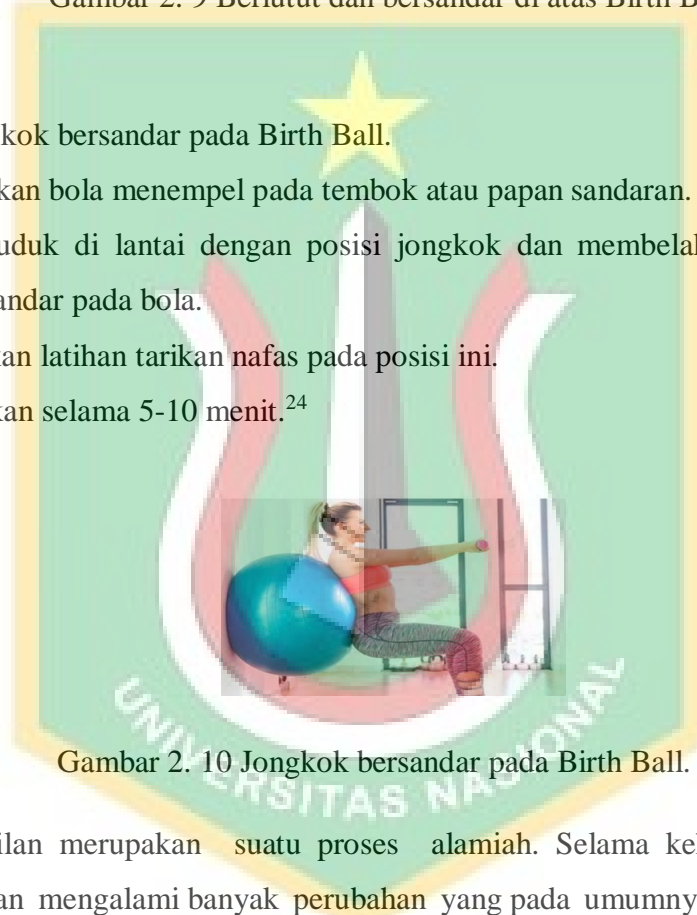 Gambar 2. 9 Berlutut dan bersandar di atas Birth B
kok bersandar pada Birth Ball.
kan bola menempel pada tembok atau papan sandaran.
uduk di lantai dengan posisi jongkok dan membelak
andar pada bola.
kan latihan tarikan nafas pada posisi ini.
kan selama 5-10 menit.24
Gambar 2. 10 Jongkok bersandar pada Birth Ball.
UNIVERSITAS NASIONAL
ilan merupakan suatu proses alamiah. Selama ke
an mengalami banyak perubahan yang pada umumny